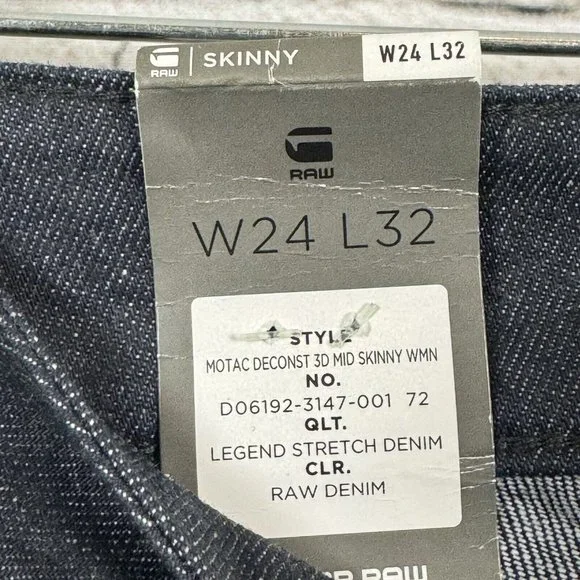 RAW | SKINNY W24 L32
RAW
W24 L32
STYLE
MOTAC DECONST 3D MID SKINNY WMN
NO.
D06192-3147-001 72
QLT.
LEGEND STRETCH DENIM
CLR.
RAW DENIM
RAW